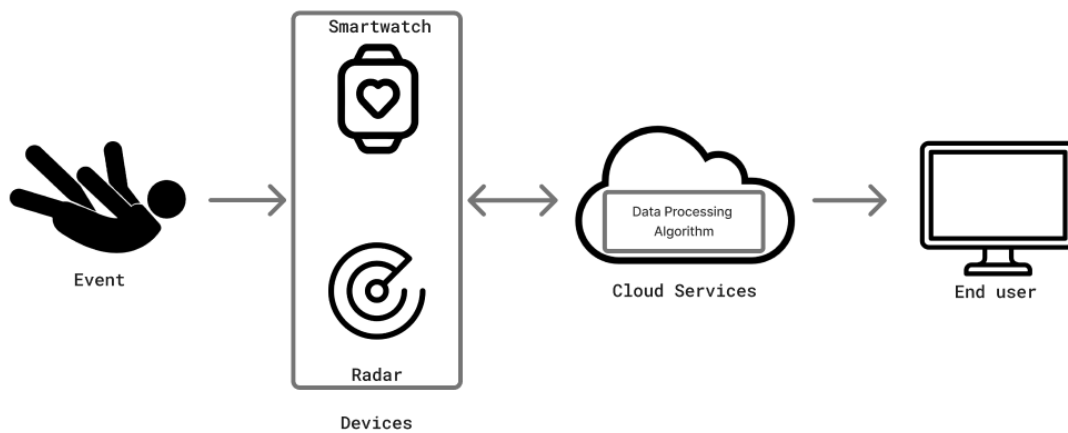 Smartwatch
Data Processing
Algorithm
Event
Cloud Services
End user
Radar
Devices